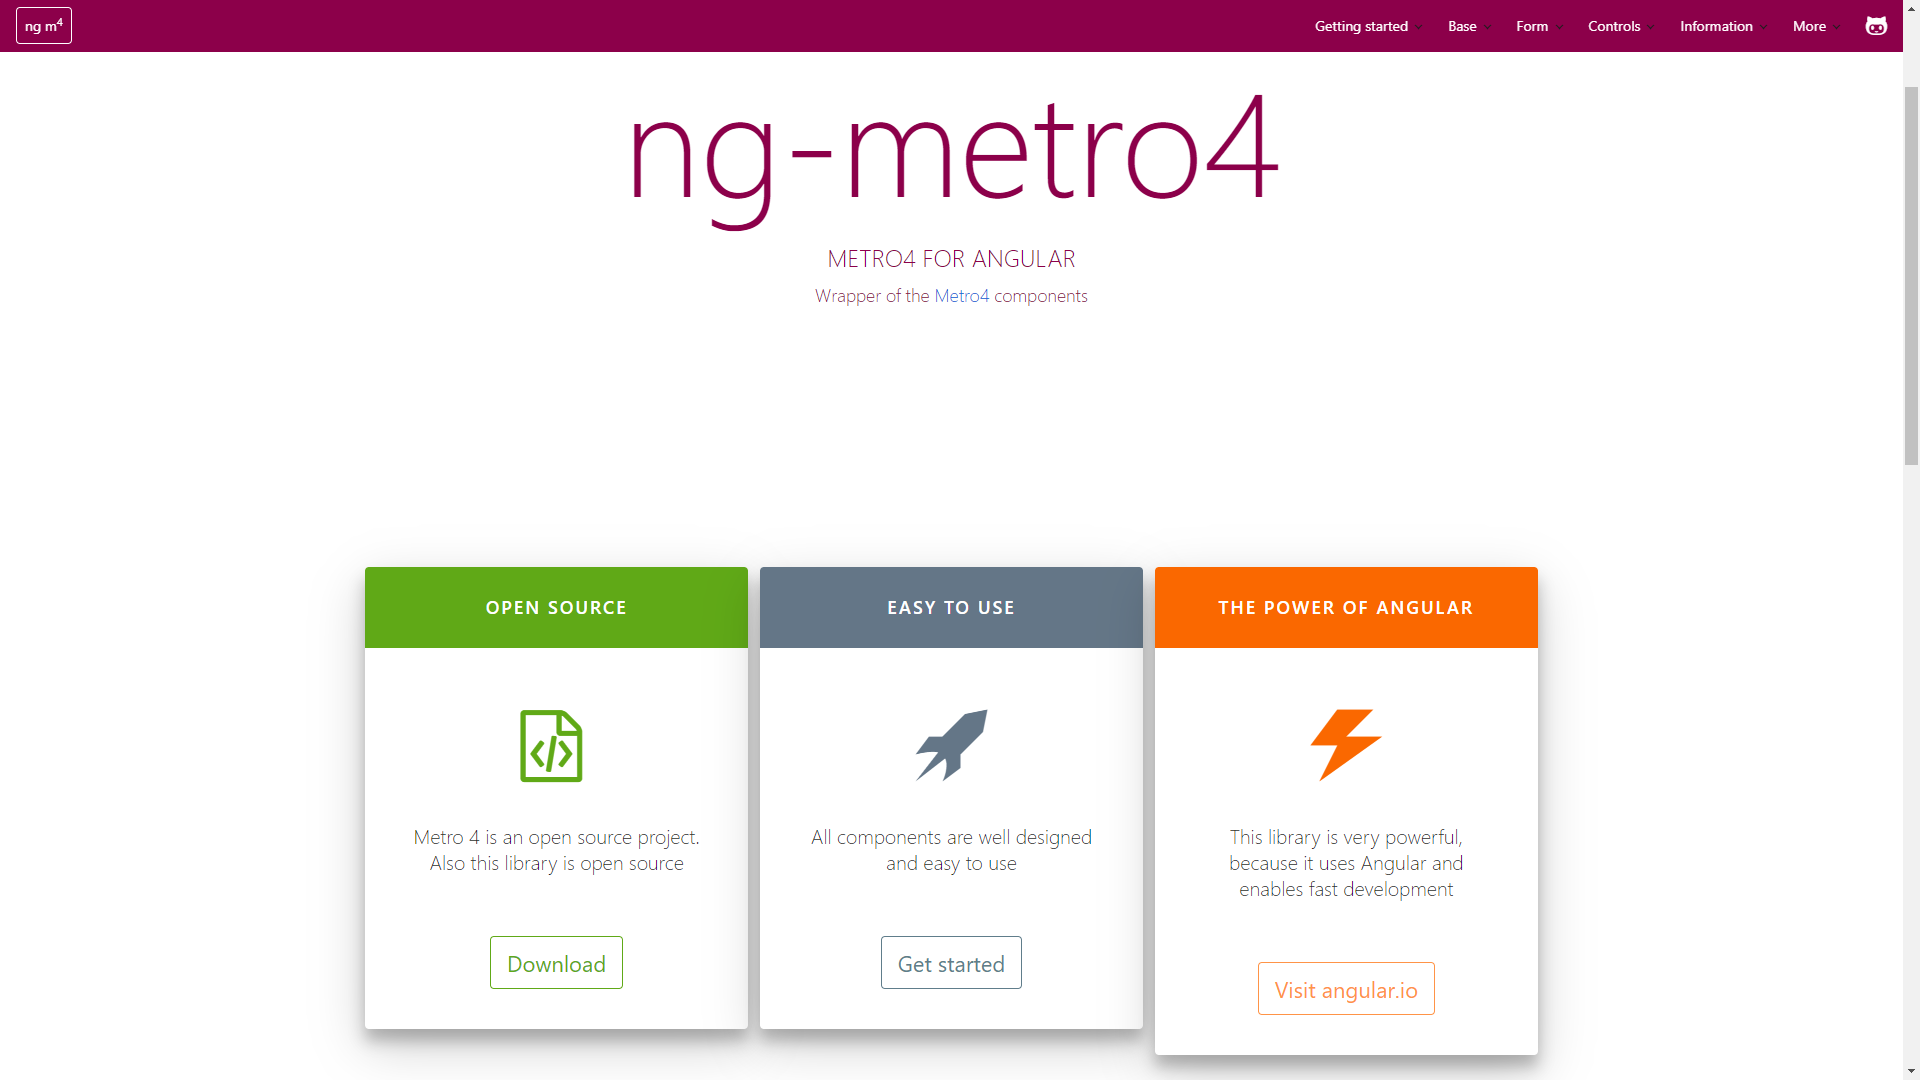 ng m⁴
Getting started
Base
Form
Controls
Information
More
ng-metro4
METRO4 FOR ANGULAR
Wrapper of the Metro4 components
OPEN SOURCE
Metro 4 is an open source project.
Also this library is open source
Download
EASY TO USE
All components are well designed
and easy to use
Get started
THE POWER OF ANGULAR
This library is very powerful,
because it uses Angular and
enables fast development
Visit angular.io